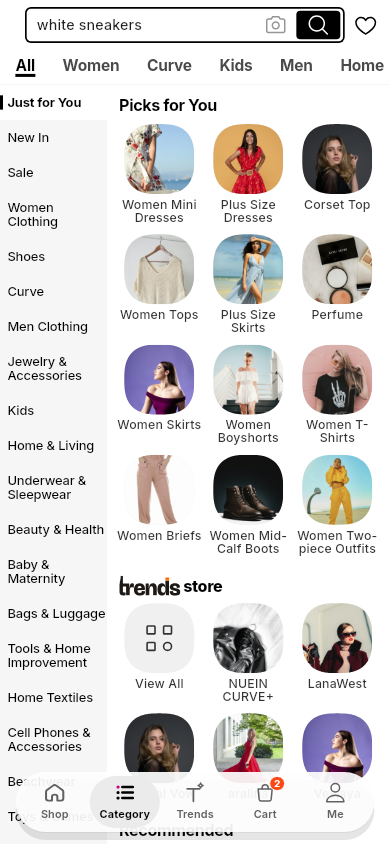 white sneakers
All Women Curve Kids Men Home
Just for You
New In
Sale
Women
Clothing
Shoes
Curve
Men Clothing
Jewelry &
Accessories
Kids
Home & Living
Underwear &
Sleepwear
Beauty & Health
Baby &
Maternity
Bags & Luggage
Tools & Home
Improvement
Home Textiles
Cell Phones &
Accessories
Picks for You
Women Mini
Dresses
Plus Size
Dresses
Corset Top
Women Tops
Plus Size
Skirts
Perfume
Women Skirts
Women
Boyshorts
Women T-
Shirts
Women Briefs
Women Mid-
Calf Boots
Women Two-
piece Outfits
trends store
View All
NUEIN
CURVE+
LanaWest
Recommended
Shop
Category
Trends
2
Cart
Me